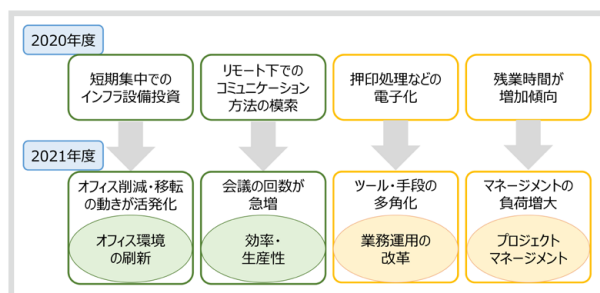 2020年度
短期集中での
インフラ設備投資
リモート下での
コミュニケーション
方法の模索
押印処理などの
電子化
残業時間が
増加傾向
2021年度
オフィス削減・移転
の動きが活発化
オフィス環境
の刷新
会議の回数が
急増
効率・
生産性
ツール・手段の
多角化
業務運用の
改革
マネージメントの
負荷増大
プロジェクト
マネージメント